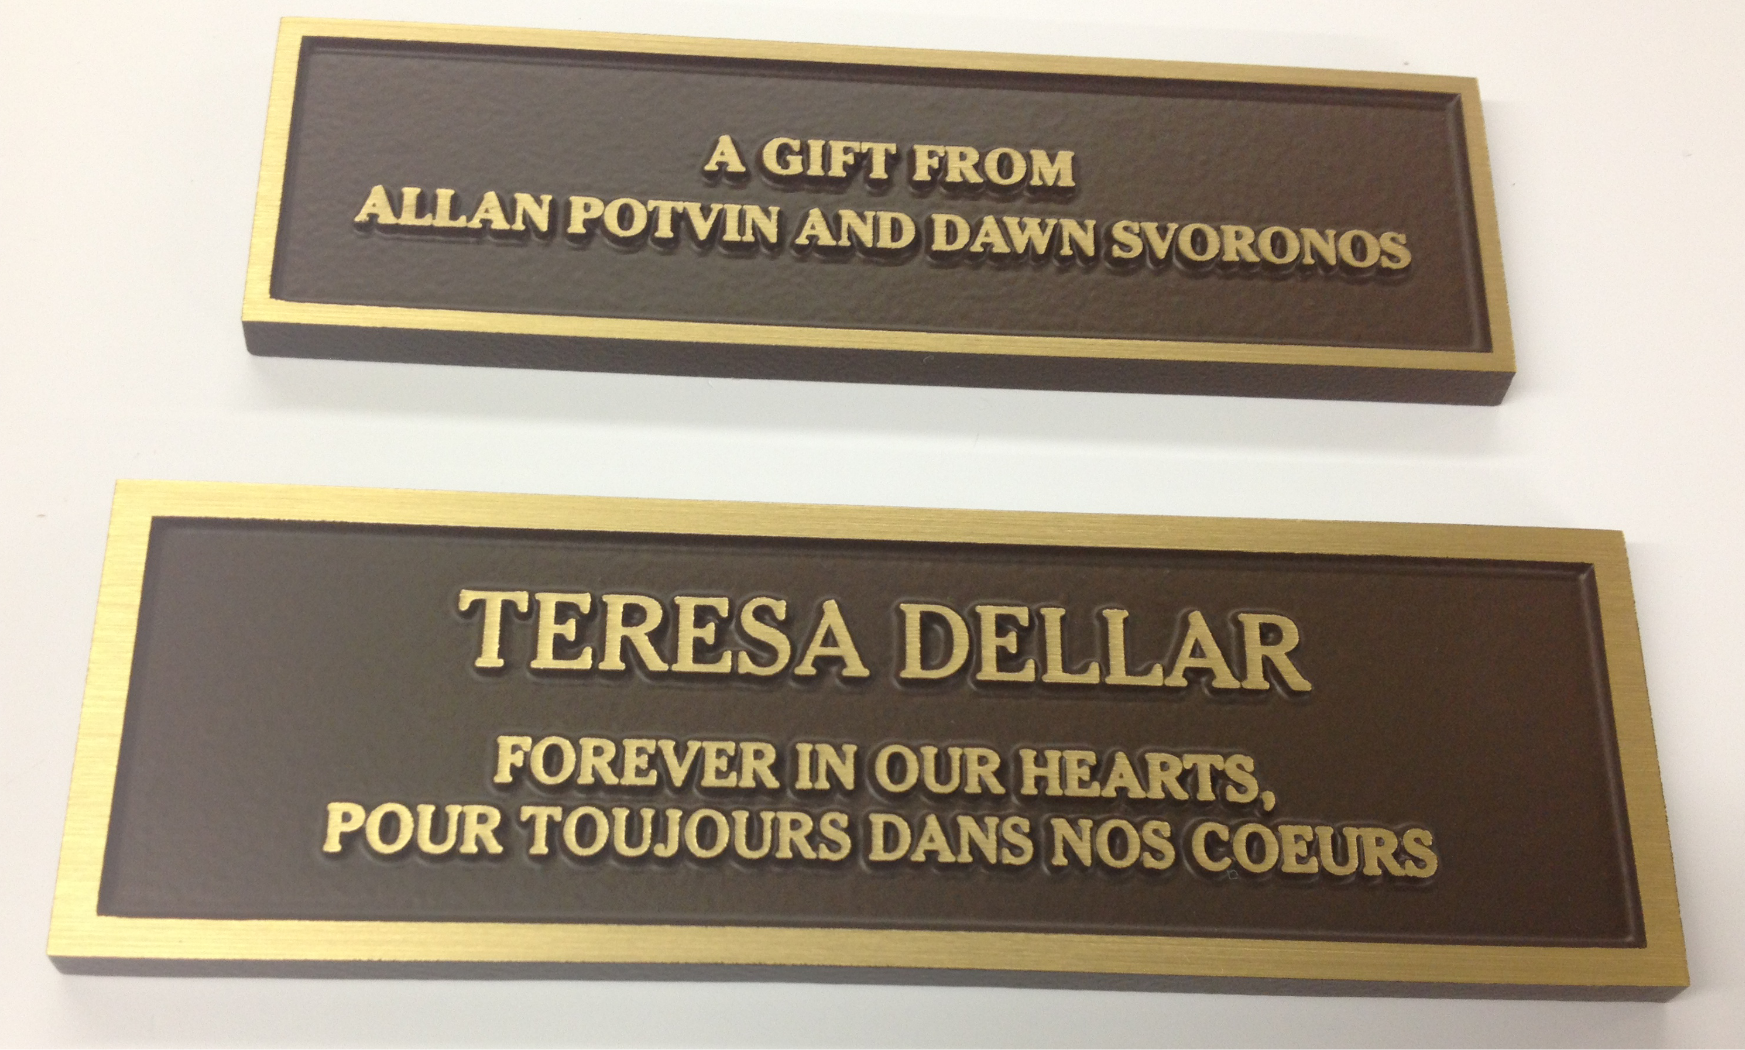 A GIFT FROM
ALLAN POTVIN AND DAWN SVORONOS
TERESA DELLAR
FOREVER IN OUR HEARTS,
POUR TOUJOURS DANS NOS COEURS